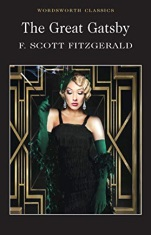 WORDSWORTH CLASSICS
The Great Gatsby
F. SCOTT FITZGERALD